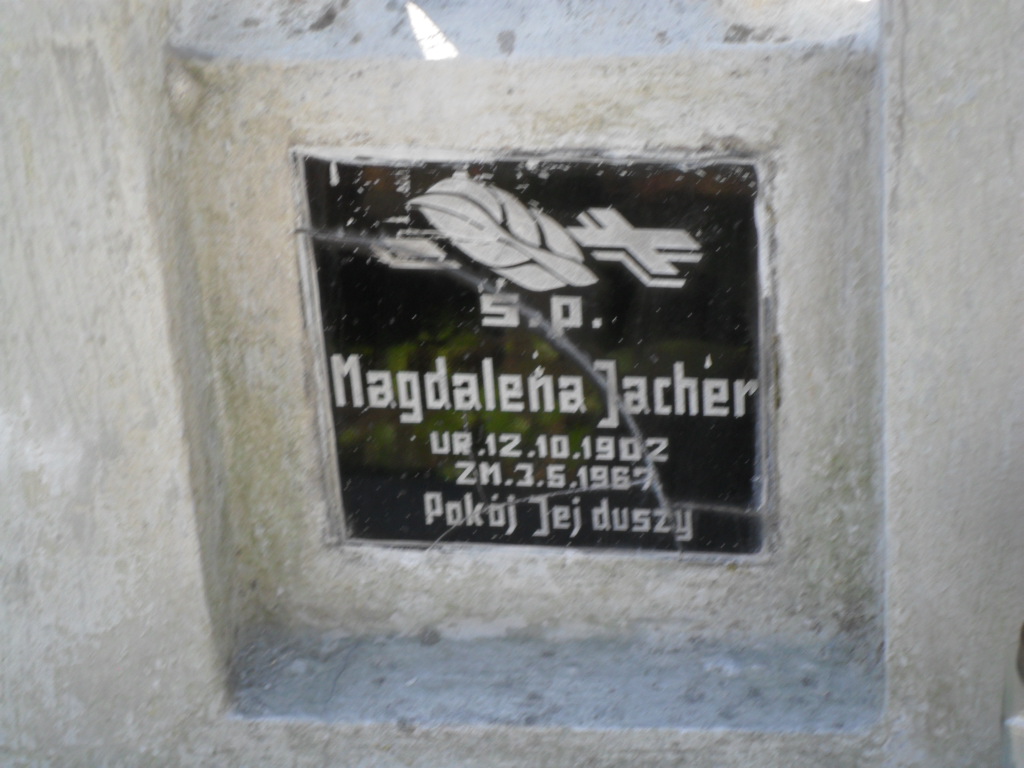 Ś.p.
Magdalena Jacher
UR.12.10.1902
ZM.3.5.1967
Pokój Jej duszy